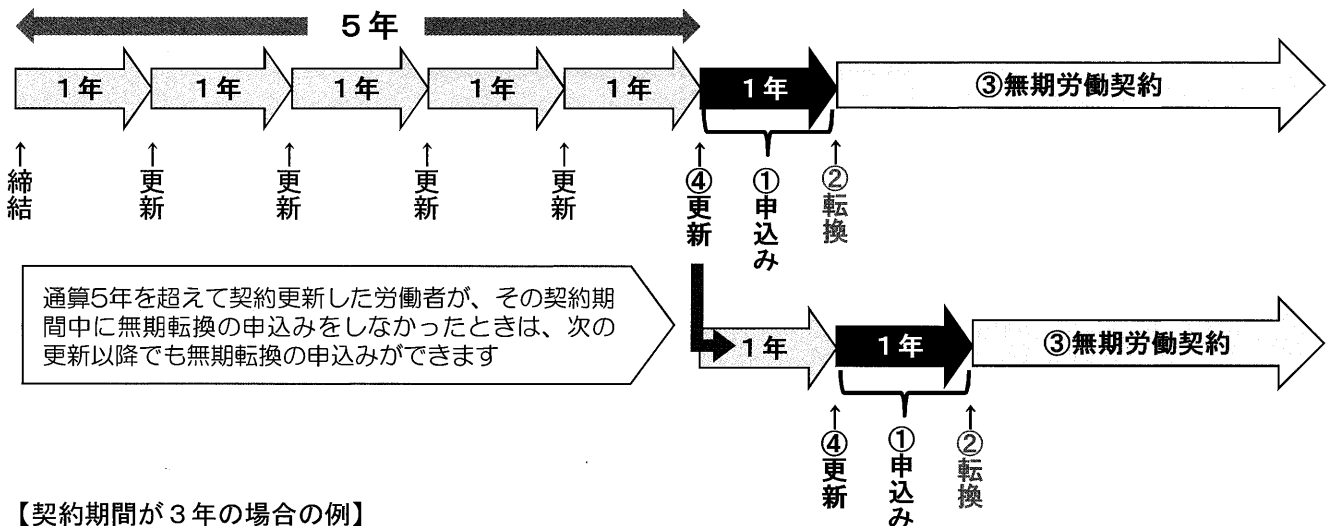 5年
1年 1年 1年 1年 1年 1年 ③無期労働契約
↑締結 ↑更新 ↑更新 ↑更新 ↑更新 ↑④更新 ①申込み ↑②転換
通算5年を超えて契約更新した労働者が、その契約期
間中に無期転換の申込みをしなかったときは、次の
更新以降でも無期転換の申込みができます
1年 1年 ③無期労働契約
↑④更新 ①申込み ↑②転換
【契約期間が3年の場合の例】